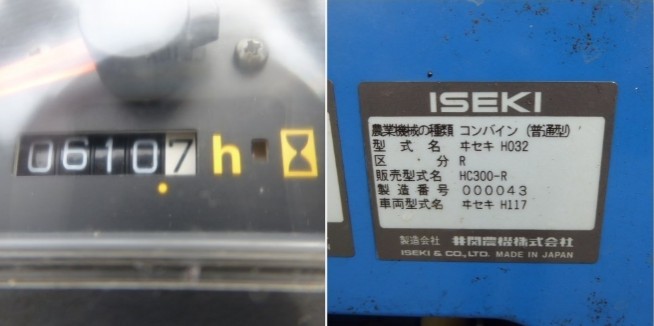 06107 h
ISEKI
農業機械の種類 コンバイン (普通型)
型式名 ヰセキ HO32
区分 R
販売型式名 HC300-R
製造番号 000043
車両型式名 ヰセキ H117
製造会社 井関農機株式会社
ISEKI & CO., LTD. MADE IN JAPAN